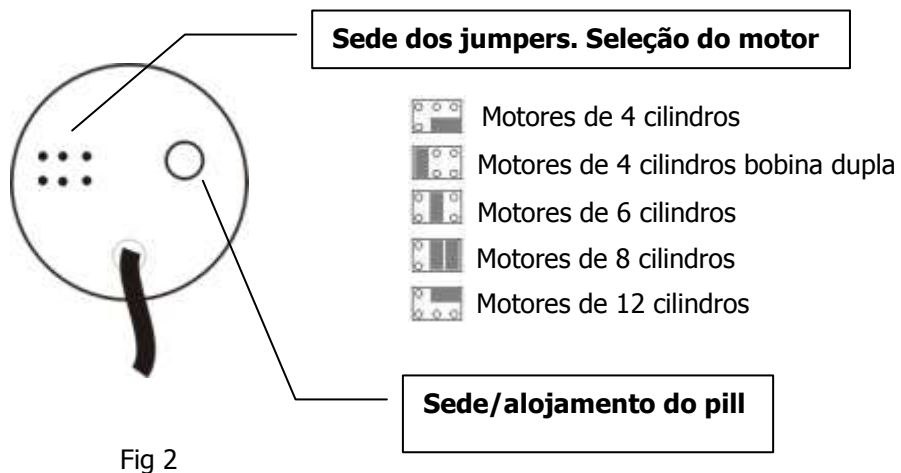 Sede dos jumpers. Seleção do motor
Motores de 4 cilindros
Motores de 4 cilindros bobina dupla
Motores de 6 cilindros
Motores de 8 cilindros
Motores de 12 cilindros
Sede/alojamento do pill
Fig 2